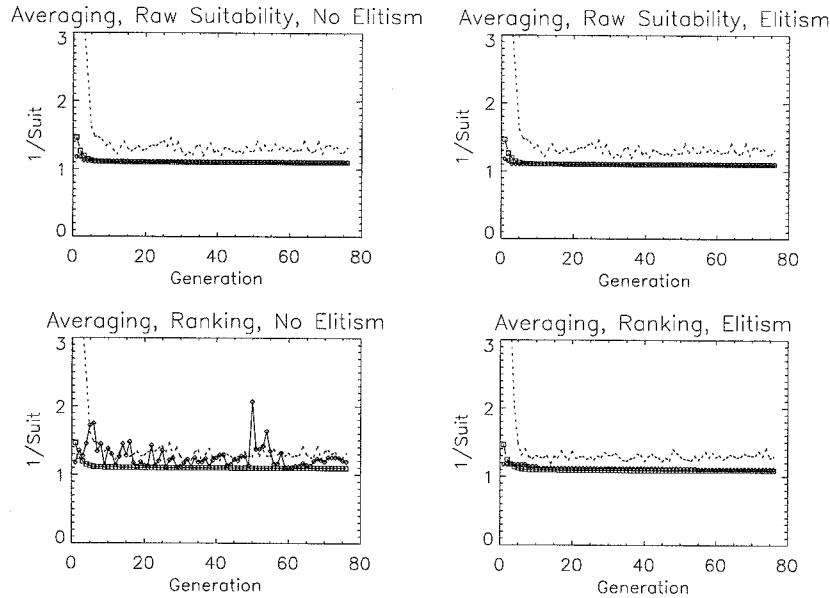 Averaging, Raw Suitability, No Elitism
3
2
1
0
1/Suit
0 20 40 60 80
Generation
Averaging, Raw Suitability, Elitism
3
2
1
0
1/Suit
0 20 40 60 80
Generation
Averaging, Ranking, No Elitism
3
2
1
0
1/Suit
0 20 40 60 80
Generation
Averaging, Ranking, Elitism
3
2
1
0
1/Suit
0 20 40 60 80
Generation